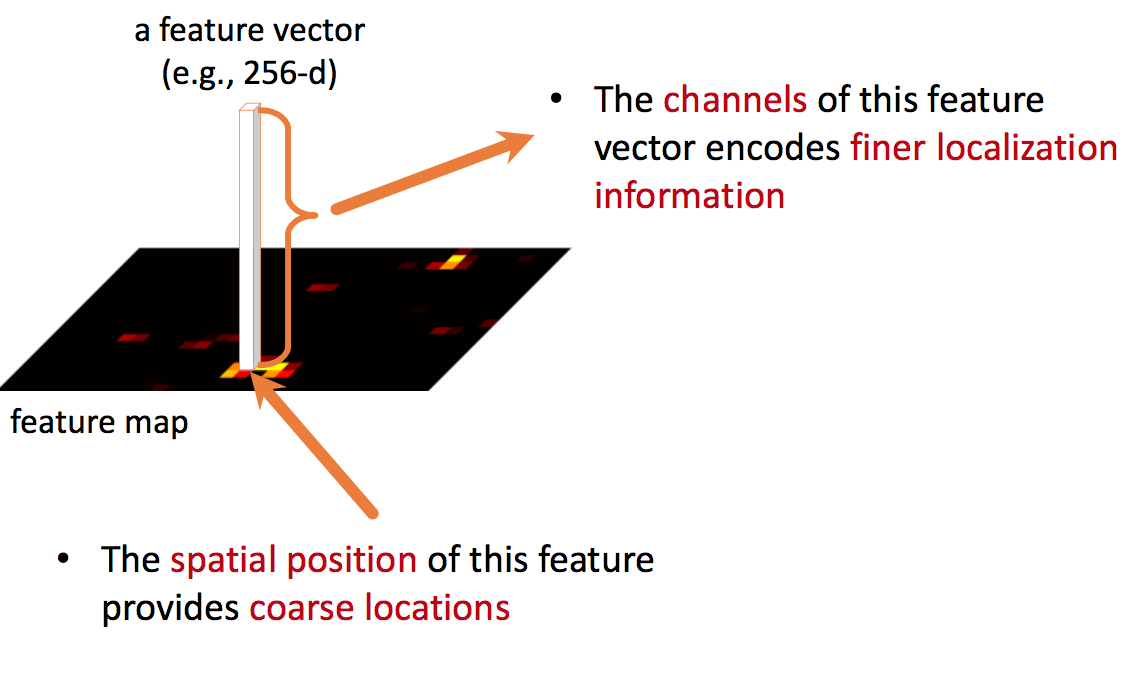 a feature vector
(e.g., 256-d)
• The channels of this feature
vector encodes finer localization
information
feature map
• The spatial position of this feature
provides coarse locations